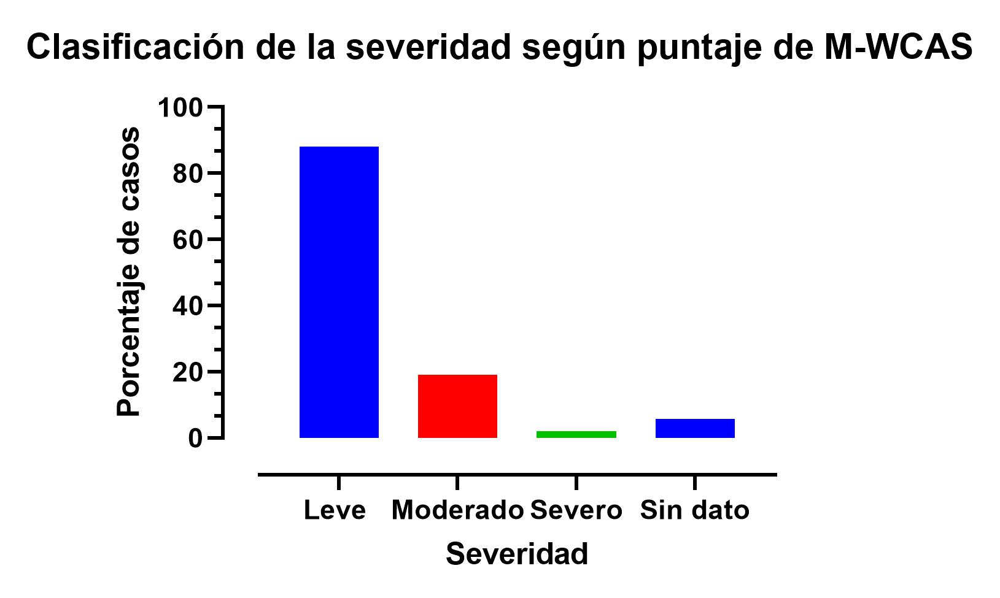 Clasificación de la severidad según puntaje de M-WCAS
Porcentaje de casos
100
80
60
40
20
0
Leve Moderado Severo Sin dato
Severidad